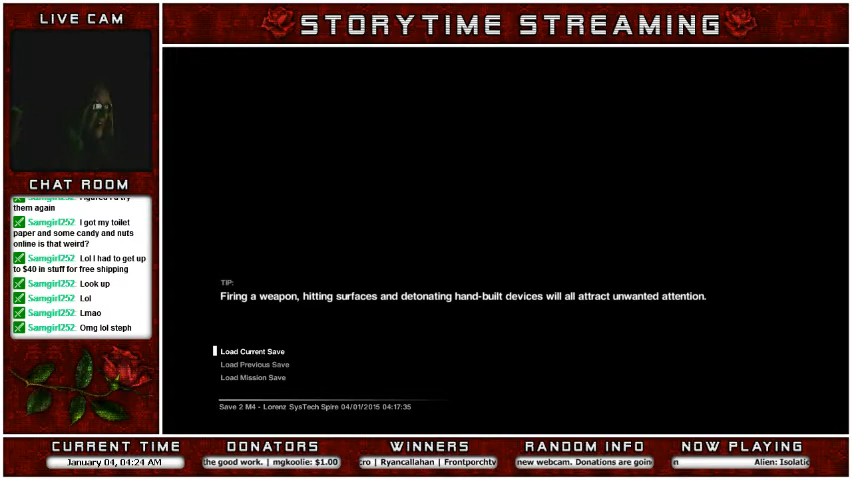 LIVE CAM
STORYTIME STREAMING
CHAT ROOM
them again
Samgirl252: I got my toilet
paper and some candy and nuts
online is that weird?
Samgirl252: Lol I had to get up
to $40 in stuff for free shipping
Samgirl252: Look up
Samgirl252: Lol
Samgirl252: Lmao
Samgirl252: Omg lol steph
TIP:
Firing a weapon, hitting surfaces and detonating hand-built devices will all attract unwanted attention.
Load Current Save
Load Previous Save
Load Mission Save
Save 2 M4 - Lorenz SysTech Spire 04/01/2015 04:17:35
CURRENT TIME
DONATORS
WINNERS
RANDOM INFO
NOW PLAYING
January 04, 04:24 AM
the good work. | mgkoolie: $1.00
cro | Ryancallahan | Frontporchtv
new webcam. Donations are goin
n
Alien: Isolatio